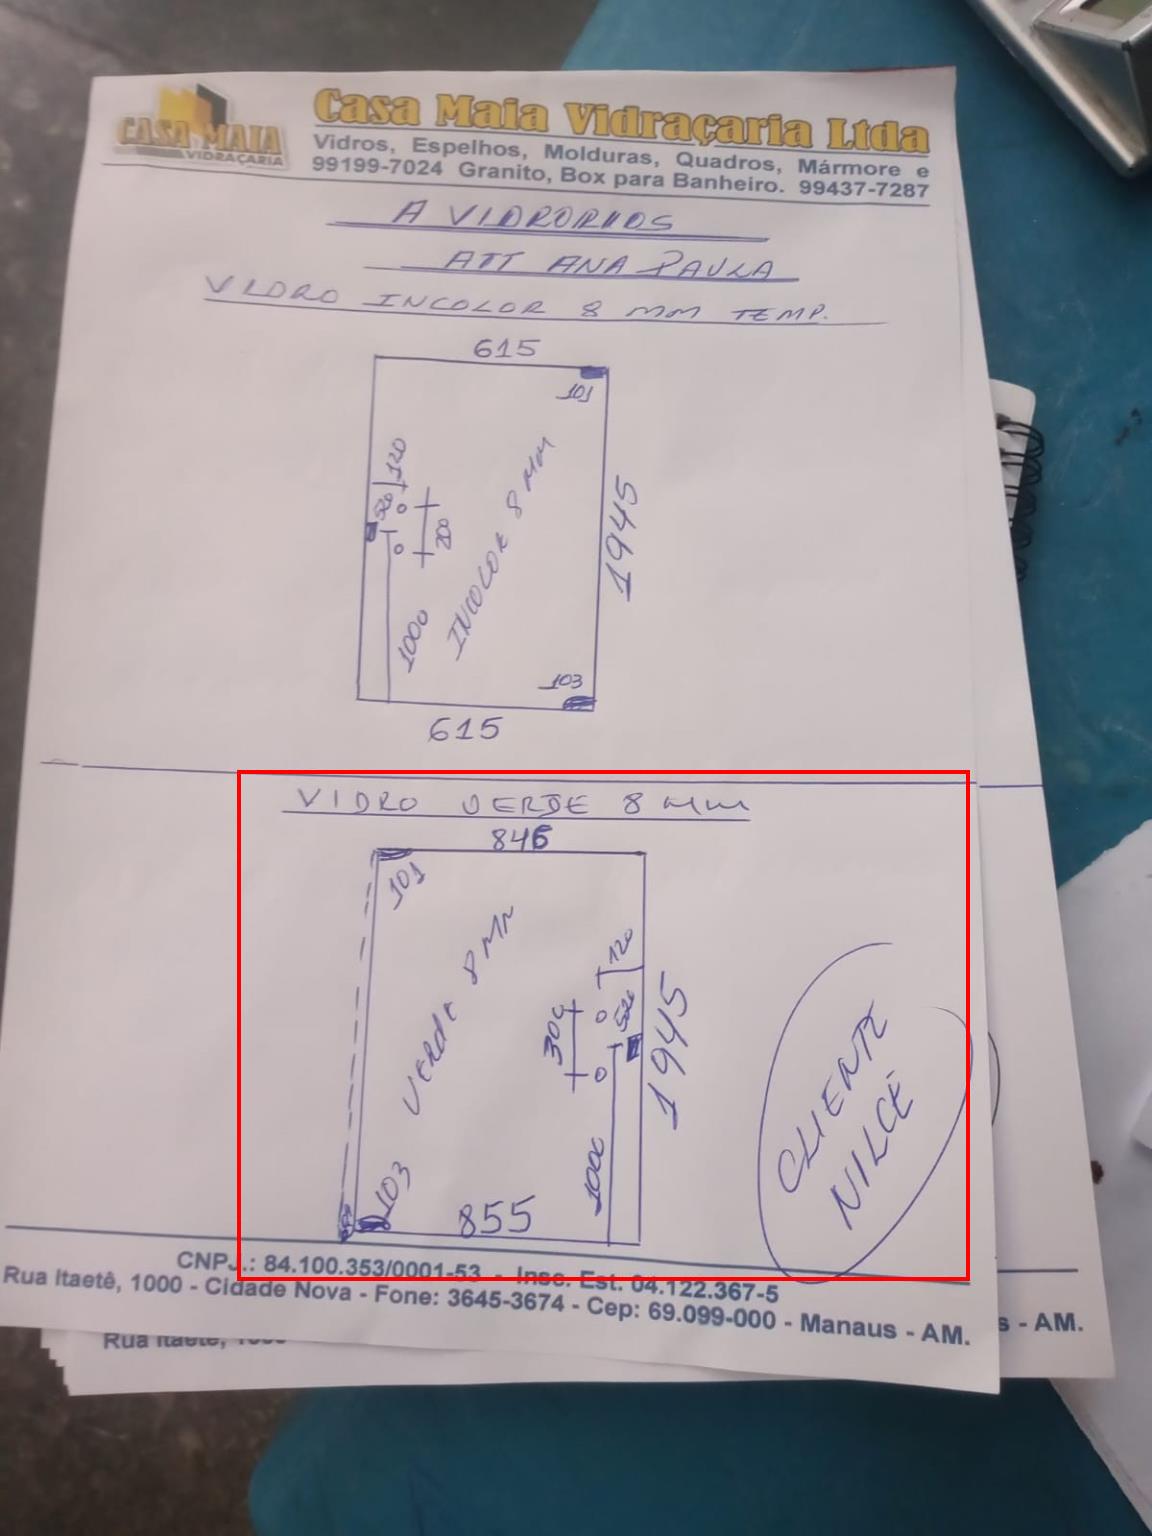 CASA MAIA
VIDRAÇARIA
Casa Maia Vidraçaria Ltda
Vidros, Espelhos, Molduras, Quadros, Mármore e
99199-7024 Granito, Box para Banheiro. 99437-7287
A VIDRORIOS
ATT ANA PAULA
VIDRO INCOLOR 8 MM TEMP.
615
101
120
520
200
INCOLOR 8 MM
1945
1000
103
615
VIDRO VERDE 8 MM
846
101
VERDE 8 MM
120
520
300
1945
1000
103
855
CLIENTE
NILCE
CNPJ.: 84.100.353/0001-53 - Insc. Est. 04.122.367-5
Rua Itaetê, 1000 - Cidade Nova - Fone: 3645-3674 - Cep: 69.099-000 - Manaus - AM.
s - AM.
Rua Itaetê,